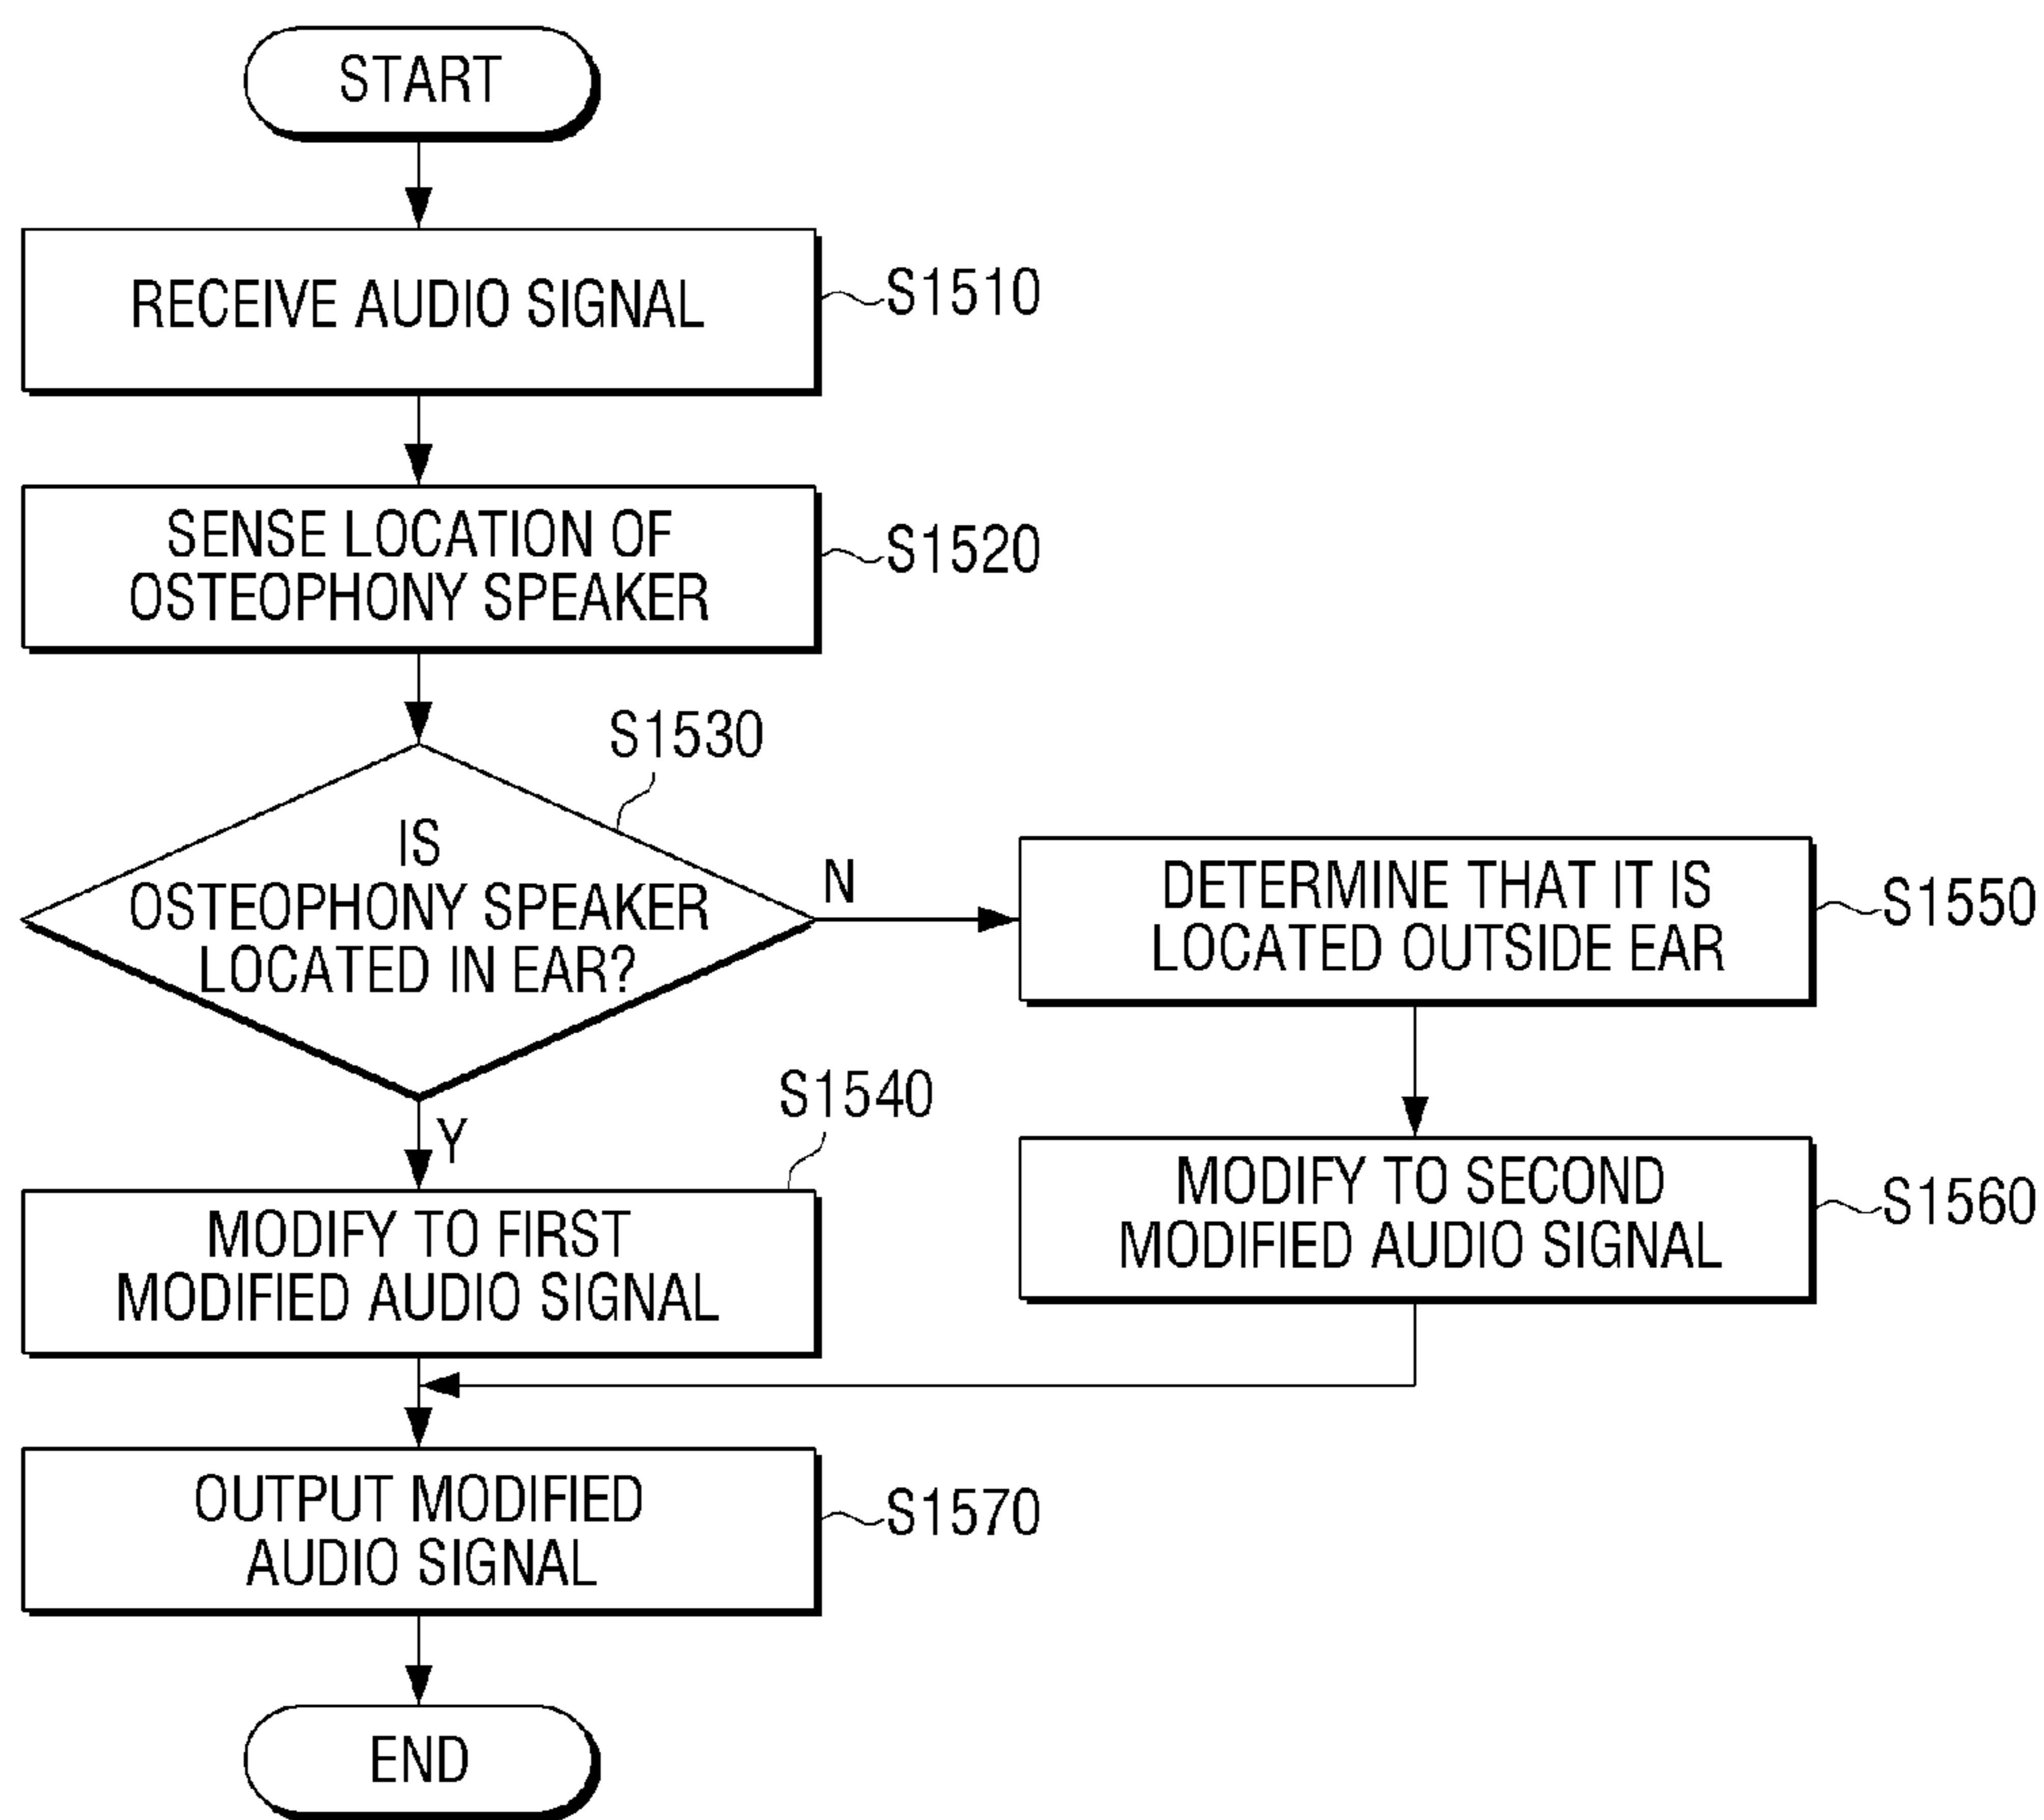 START
RECEIVE AUDIO SIGNAL
S1510
SENSE LOCATION OF
OSTEOPHONY SPEAKER
S1520
S1530
IS
OSTEOPHONY SPEAKER
LOCATED IN EAR?
N
DETERMINE THAT IT IS
LOCATED OUTSIDE EAR
S1550
Y
S1540
MODIFY TO FIRST
MODIFIED AUDIO SIGNAL
MODIFY TO SECOND
MODIFIED AUDIO SIGNAL
S1560
OUTPUT MODIFIED
AUDIO SIGNAL
S1570
END